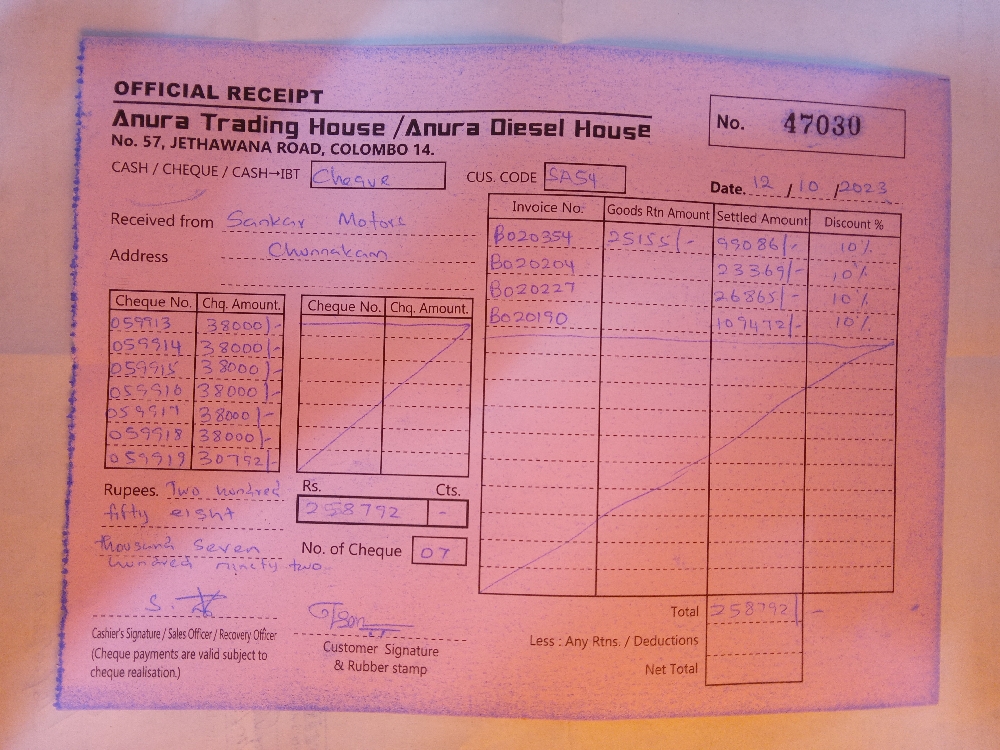 OFFICIAL RECEIPT
Anura Trading House / Anura Diesel House
No. 57, JETHAWANA ROAD, COLOMBO 14.
No. 47030
CASH / CHEQUE / CASH→IBT Cheque
CUS. CODE SA54
Date. 12 / 10 / 2023
Received from Sankar Motors
Address Chunnakam
Cheque No. Chq. Amount.
059913 38000/-
059914 38000/-
059915 38000/-
059916 38000/-
059917 38000/-
059918 38000/-
059919 30792/-
Cheque No. Chq. Amount.
Invoice No. Goods Rtn Amount Settled Amount Discount %
B020354 25155/- 99086/- 10%
B020204 23369/- 10%
B020227 26865/- 10%
B020190 109472/- 10%
Rupees. Two hundred
fifty eight
thousand seven
hundred ninety two
Rs. Cts.
258792 -
No. of Cheque 07
Total 258792/-
Less : Any Rtns. / Deductions
Net Total
Cashier's Signature / Sales Officer / Recovery Officer
(Cheque payments are valid subject to
cheque realisation.)
Customer Signature
& Rubber stamp